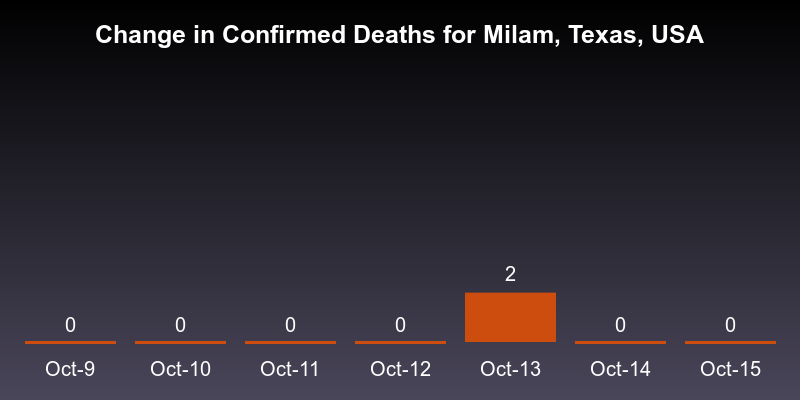 Change in Confirmed Deaths for Milam, Texas, USA
2
0 0 0 0 0 0
Oct-9 Oct-10 Oct-11 Oct-12 Oct-13 Oct-14 Oct-15